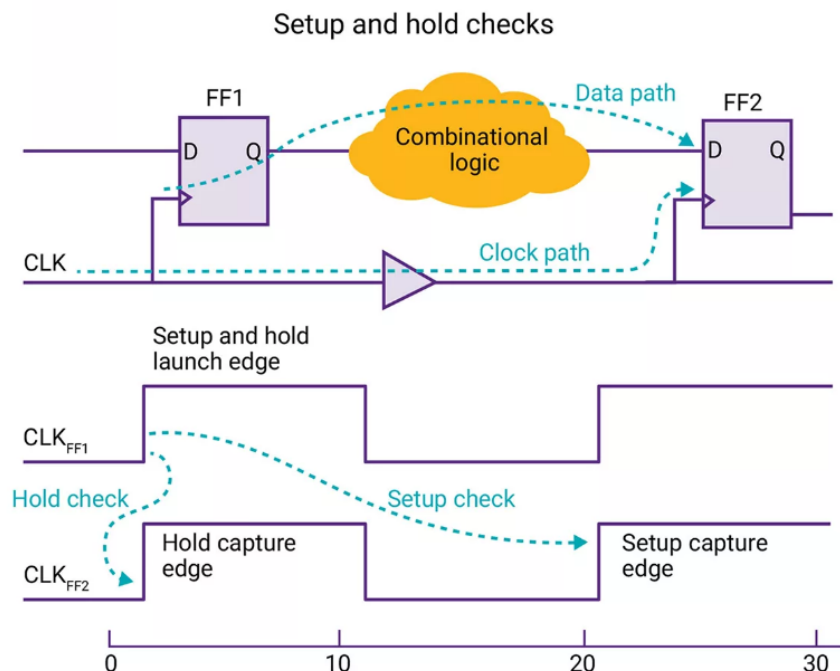 Setup and hold checks
FF1
Data path
FF2
D Q
Combinational
logic
D Q
CLK
Clock path
Setup and hold
launch edge
CLKFF1
Hold check
Setup check
Hold capture
edge
Setup capture
edge
CLKFF2
0 10 20 30